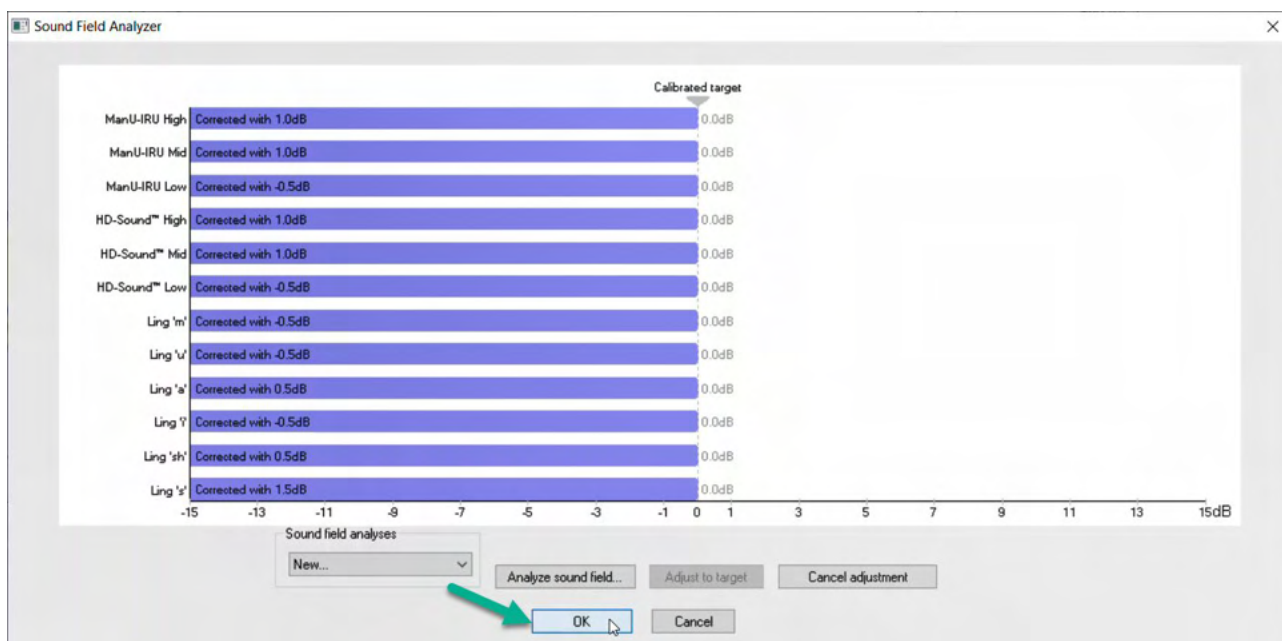 Sound Field Analyzer
Calibrated target
ManU-IRU High Corrected with 1.0dB 0.0dB
ManU-IRU Mid Corrected with 1.0dB 0.0dB
ManU-IRU Low Corrected with -0.5dB 0.0dB
HD-Sound™ High Corrected with 1.0dB 0.0dB
HD-Sound™ Mid Corrected with 1.0dB 0.0dB
HD-Sound™ Low Corrected with -0.5dB 0.0dB
Ling 'm' Corrected with -0.5dB 0.0dB
Ling 'u' Corrected with -0.5dB 0.0dB
Ling 'a' Corrected with 0.5dB 0.0dB
Ling 'i' Corrected with -0.5dB 0.0dB
Ling 'sh' Corrected with 0.5dB 0.0dB
Ling 's' Corrected with 1.5dB 0.0dB
-15 -13 -11 -9 -7 -5 -3 -1 0 1 3 5 7 9 11 13 15dB
Sound field analyses
New...
Analyze sound field... Adjust to target Cancel adjustment
OK Cancel